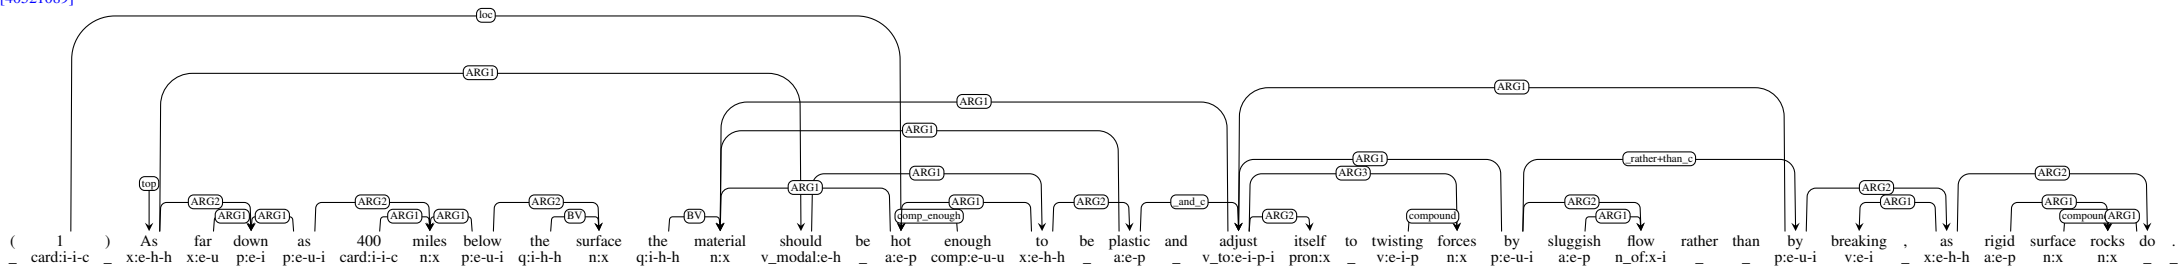 [40521069]
loc
ARG1
ARG1
ARG1
ARG1
ARG1 _rather+than_c
top ARG1 ARG3 ARG2
ARG2 ARG2 ARG2 ARG1 ARG2
ARG1 ARG1 ARG1 ARG1 BV BV comp_enough ARG1 ARG2 _and_c ARG2 compound ARG2 ARG1 ARG1 ARG1 compoun ARG1
( 1 ) As far down as 400 miles below the surface the material should be hot enough to be plastic and adjust itself to twisting forces by sluggish flow rather than by breaking , as rigid surface rocks do .
_ card:i-i-c _ x:e-h-h x:e-u p:e-i p:e-u-i card:i-i-c n:x p:e-u-i q:i-h-h n:x q:i-h-h n:x v_modal:e-h _ a:e-p comp:e-u-u x:e-h-h _ a:e-p _ v_to:e-i-p-i pron:x _ v:e-i-p n:x p:e-u-i a:e-p n_of:x-i _ _ p:e-u-i v:e-i _ x:e-h-h a:e-p n:x n:x _ _